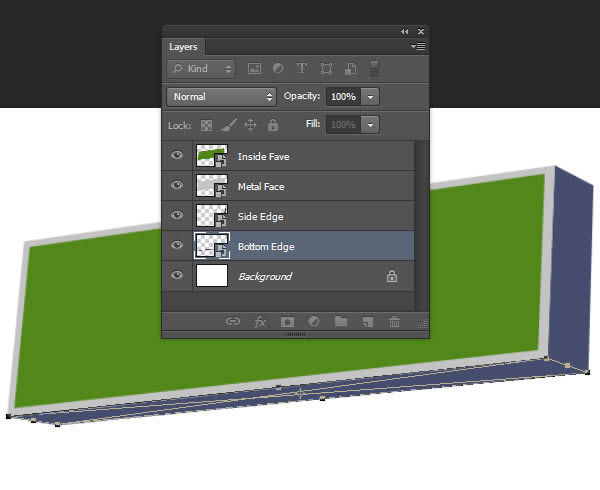 Layers
Kind
Normal Opacity: 100%
Lock: Fill: 100%
Inside Fave
Metal Face
Side Edge
Bottom Edge
Background